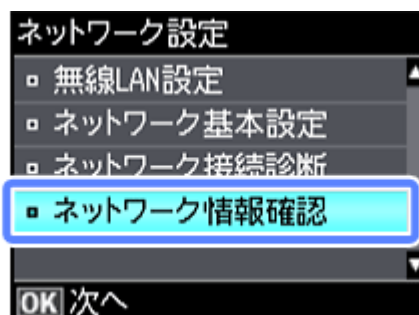 ネットワーク設定
無線LAN設定
ネットワーク基本設定
ネットワーク接続診断
ネットワーク情報確認
OK 次へ